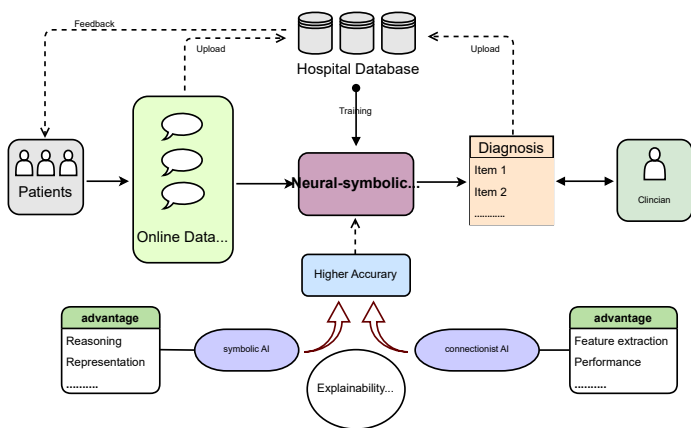 Feedback
Upload
Upload
Hospital Database
Training
Patients
Online Data...
Neural-symbolic...
Diagnosis
Item 1
Item 2
............
Clincian
Higher Accurary
advantage
Reasoning
Representation
..........
symbolic AI
Explainability...
connectionist AI
advantage
Feature extraction
Performance
..........